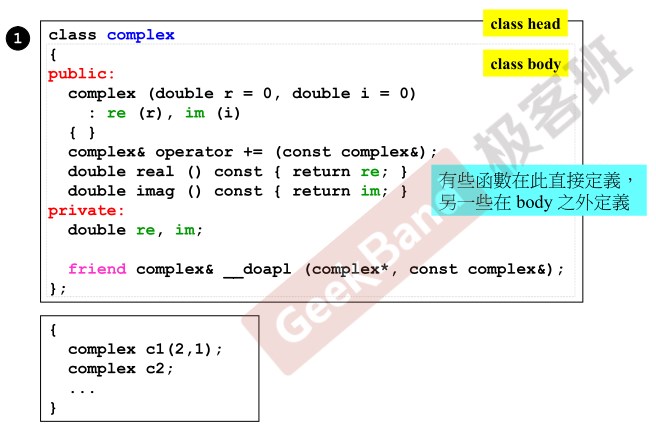 1
class head
class complex
{
class body
public:
complex (double r = 0, double i = 0)
: re (r), im (i)
{ }
complex& operator += (const complex&);
double real () const { return re; }
double imag () const { return im; }
有些函數在此直接定義，
另一些在 body 之外定義
private:
double re, im;
friend complex& __doapl (complex*, const complex&);
};
{
complex c1(2,1);
complex c2;
...
}
GeekBand 极客班